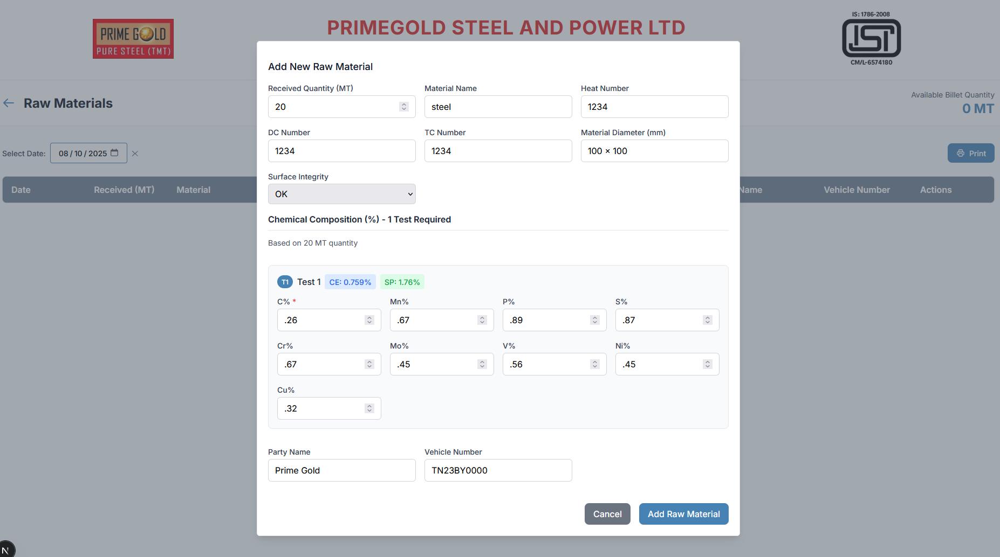 PRIME GOLD
PURE STEEL (TMT)
PRIMEGOLD STEEL AND POWER LTD
IS: 1786-2008
ISI
CM/L-6574180
Raw Materials
Available Billet Quantity
0 MT
Select Date:
08/10/2025
Print
Date Received (MT) Material Name Vehicle Number Actions
Add New Raw Material
Received Quantity (MT) Material Name Heat Number
20 steel 1234
DC Number TC Number Material Diameter (mm)
1234 1234 100 × 100
Surface Integrity
OK
Chemical Composition (%) - 1 Test Required
Based on 20 MT quantity
T1 Test 1 CE: 0.759% SP: 1.76%
C% * Mn% P% S%
.26 .67 .89 .87
Cr% Mo% V% Ni%
.67 .45 .56 .45
Cu%
.32
Party Name Vehicle Number
Prime Gold TN23BY0000
Cancel Add Raw Material
N